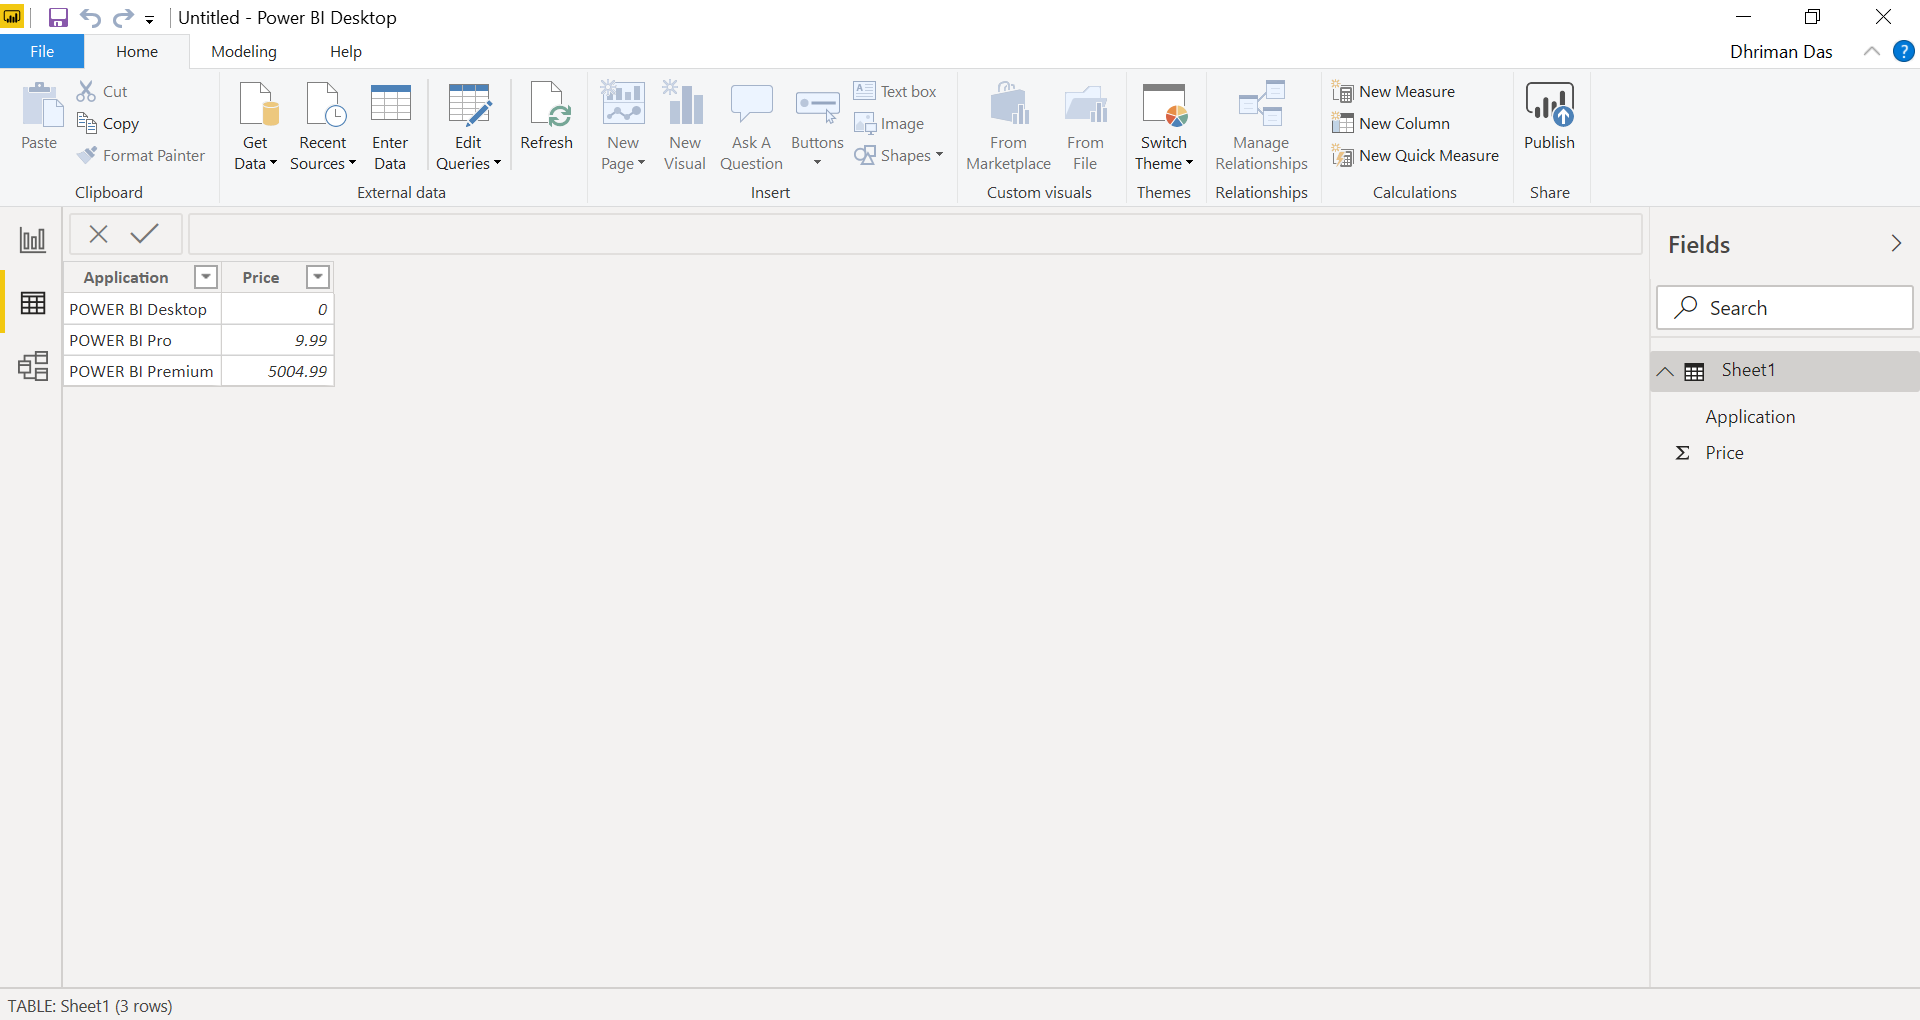 Untitled - Power BI Desktop
File Home Modeling Help Dhriman Das ?
Paste
Cut
Copy
Format Painter
Clipboard
Get
Data
Recent
Sources
Enter
Data
Edit
Queries
Refresh
External data
New
Page
New
Visual
Ask A
Question
Buttons
Text box
Image
Shapes
Insert
From
Marketplace
From
File
Custom visuals
Switch
Theme
Themes
Manage
Relationships
Relationships
New Measure
New Column
New Quick Measure
Calculations
Publish
Share
Application Price
POWER BI Desktop 0
POWER BI Pro 9.99
POWER BI Premium 5004.99
Fields
Search
Sheet1
Application
Σ Price
TABLE: Sheet1 (3 rows)